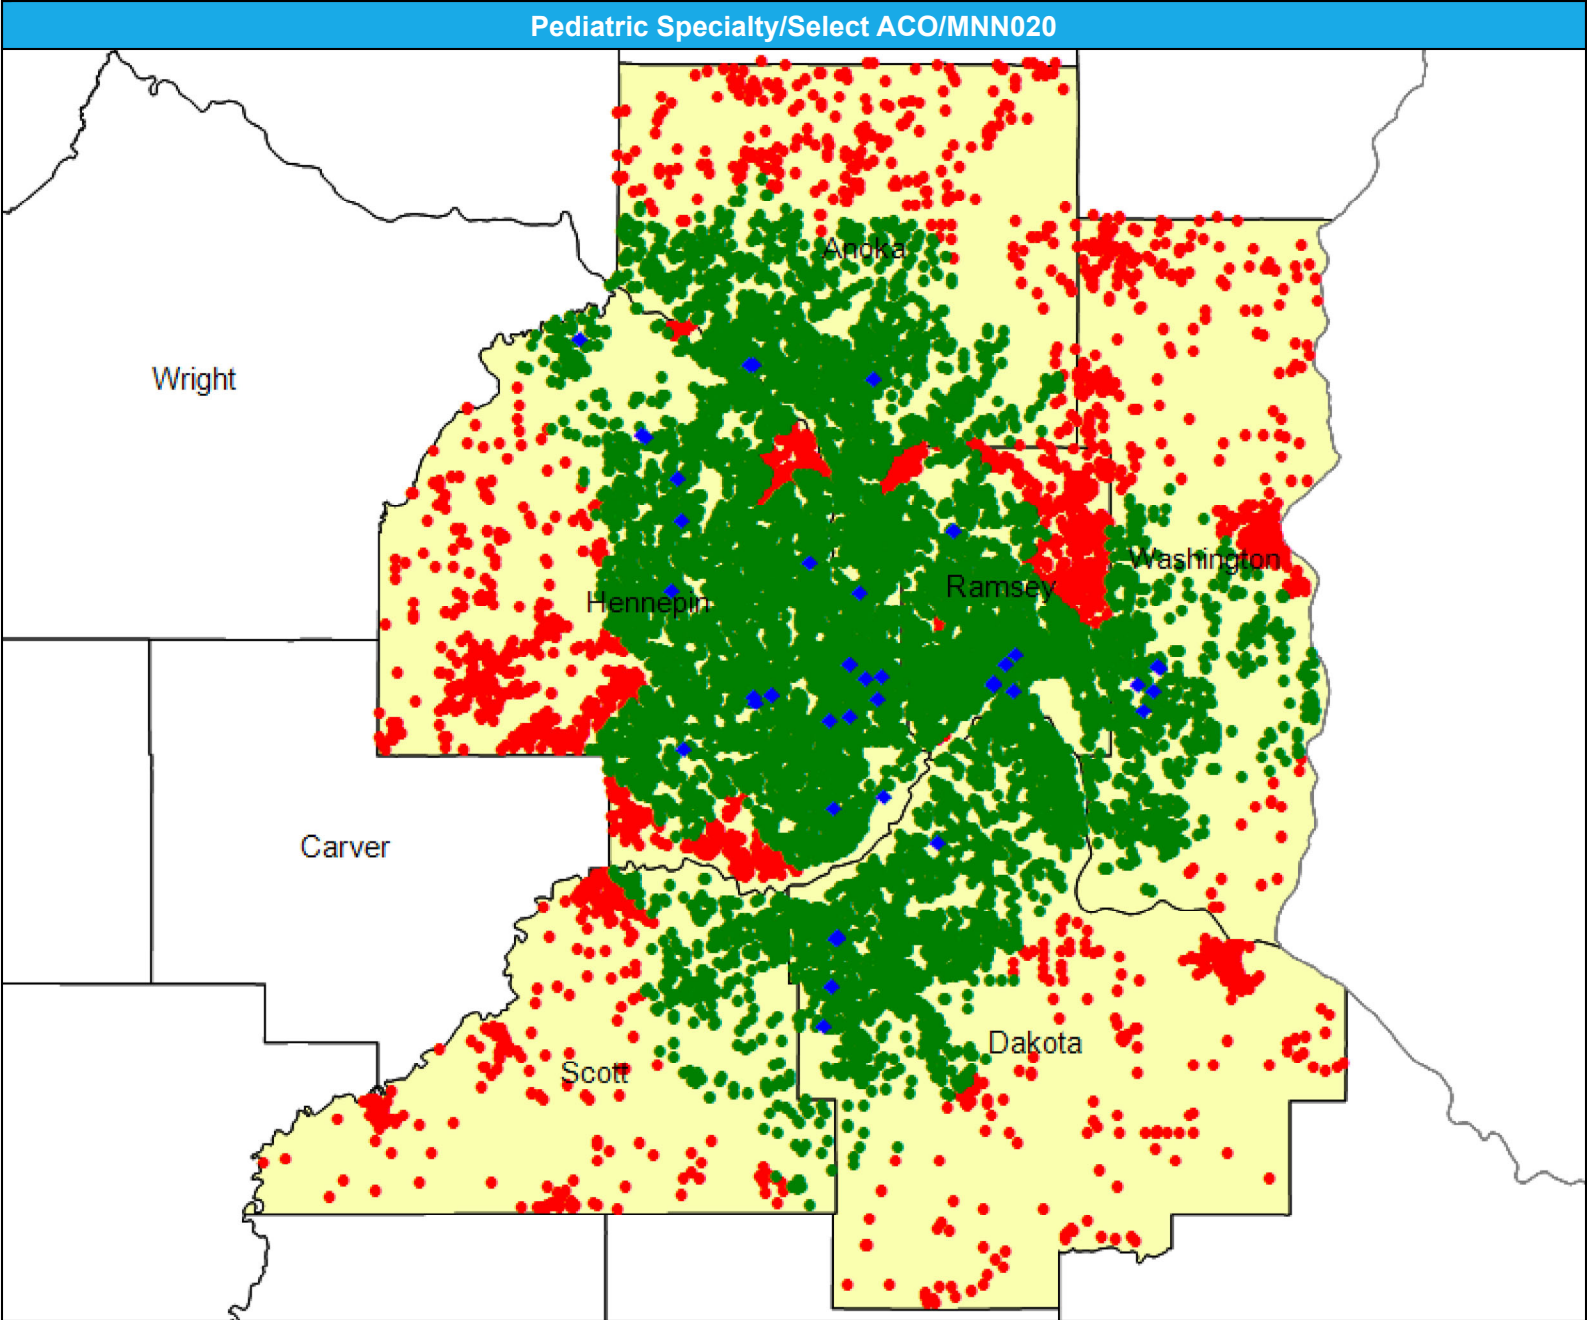 Pediatric Specialty/Select ACO/MNN020
Anoka
Wright
Washington
Ramsey
Hennepin
Carver
Dakota
Scott